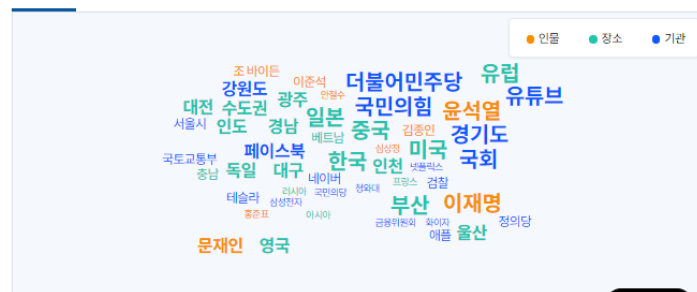 인물 장소 기관
조 바이든
이준석
더불어민주당
유럽
강원도
광주
안철수
유튜브
대전
수도권
국민의힘
윤석열
일본
서울시
인도
경남
베트남
중국
김종인
경기도
페이스북
심상정
미국
국회
국토교통부
한국
인천
넷플릭스
충남
독일
대구
네이버
프랑스
검찰
테슬라
러시아
국민의당
청와대
삼성전자
부산
이재명
홍준표
아시아
금융위원회
화이자
정의당
애플
울산
문재인
영국